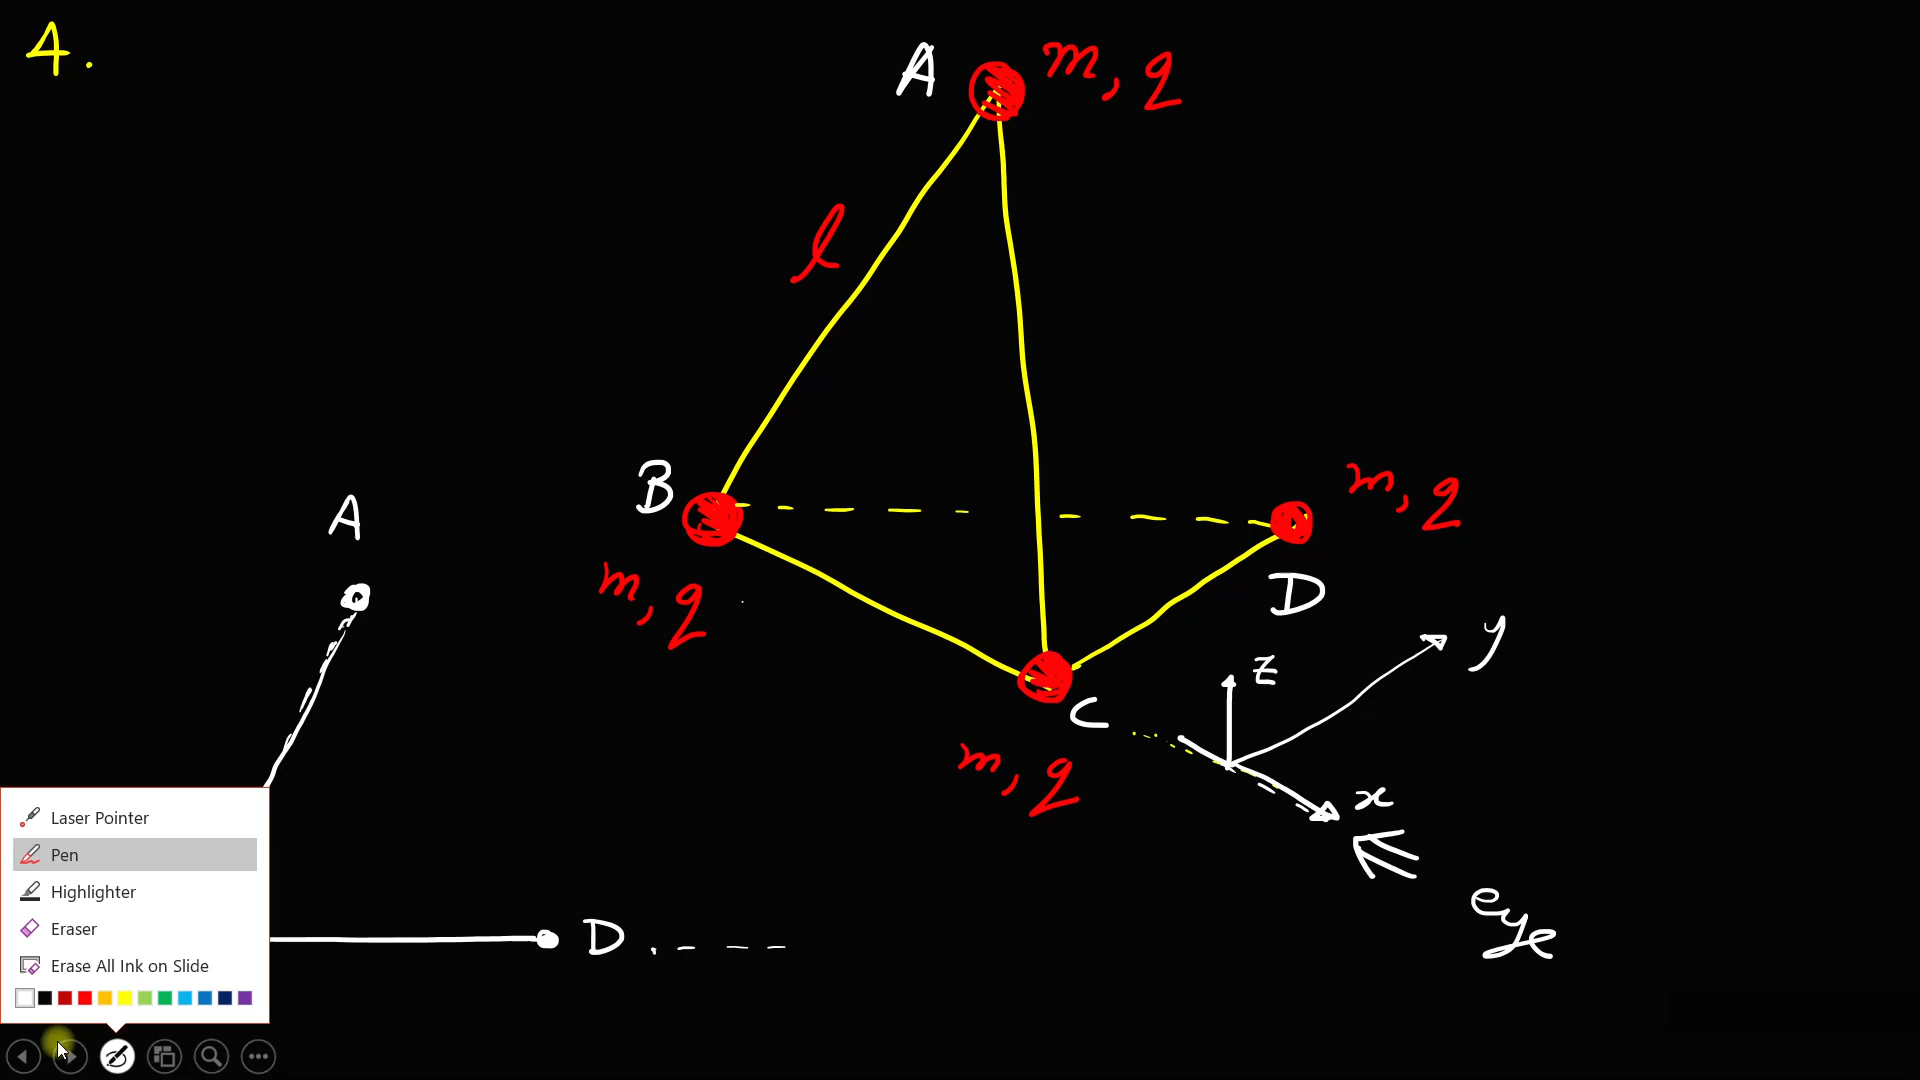 4.
A m, q
l
B
m, q
m, q
D
A
y
z
C
m, q
x
eye
D
Laser Pointer
Pen
Highlighter
Eraser
Erase All Ink on Slide